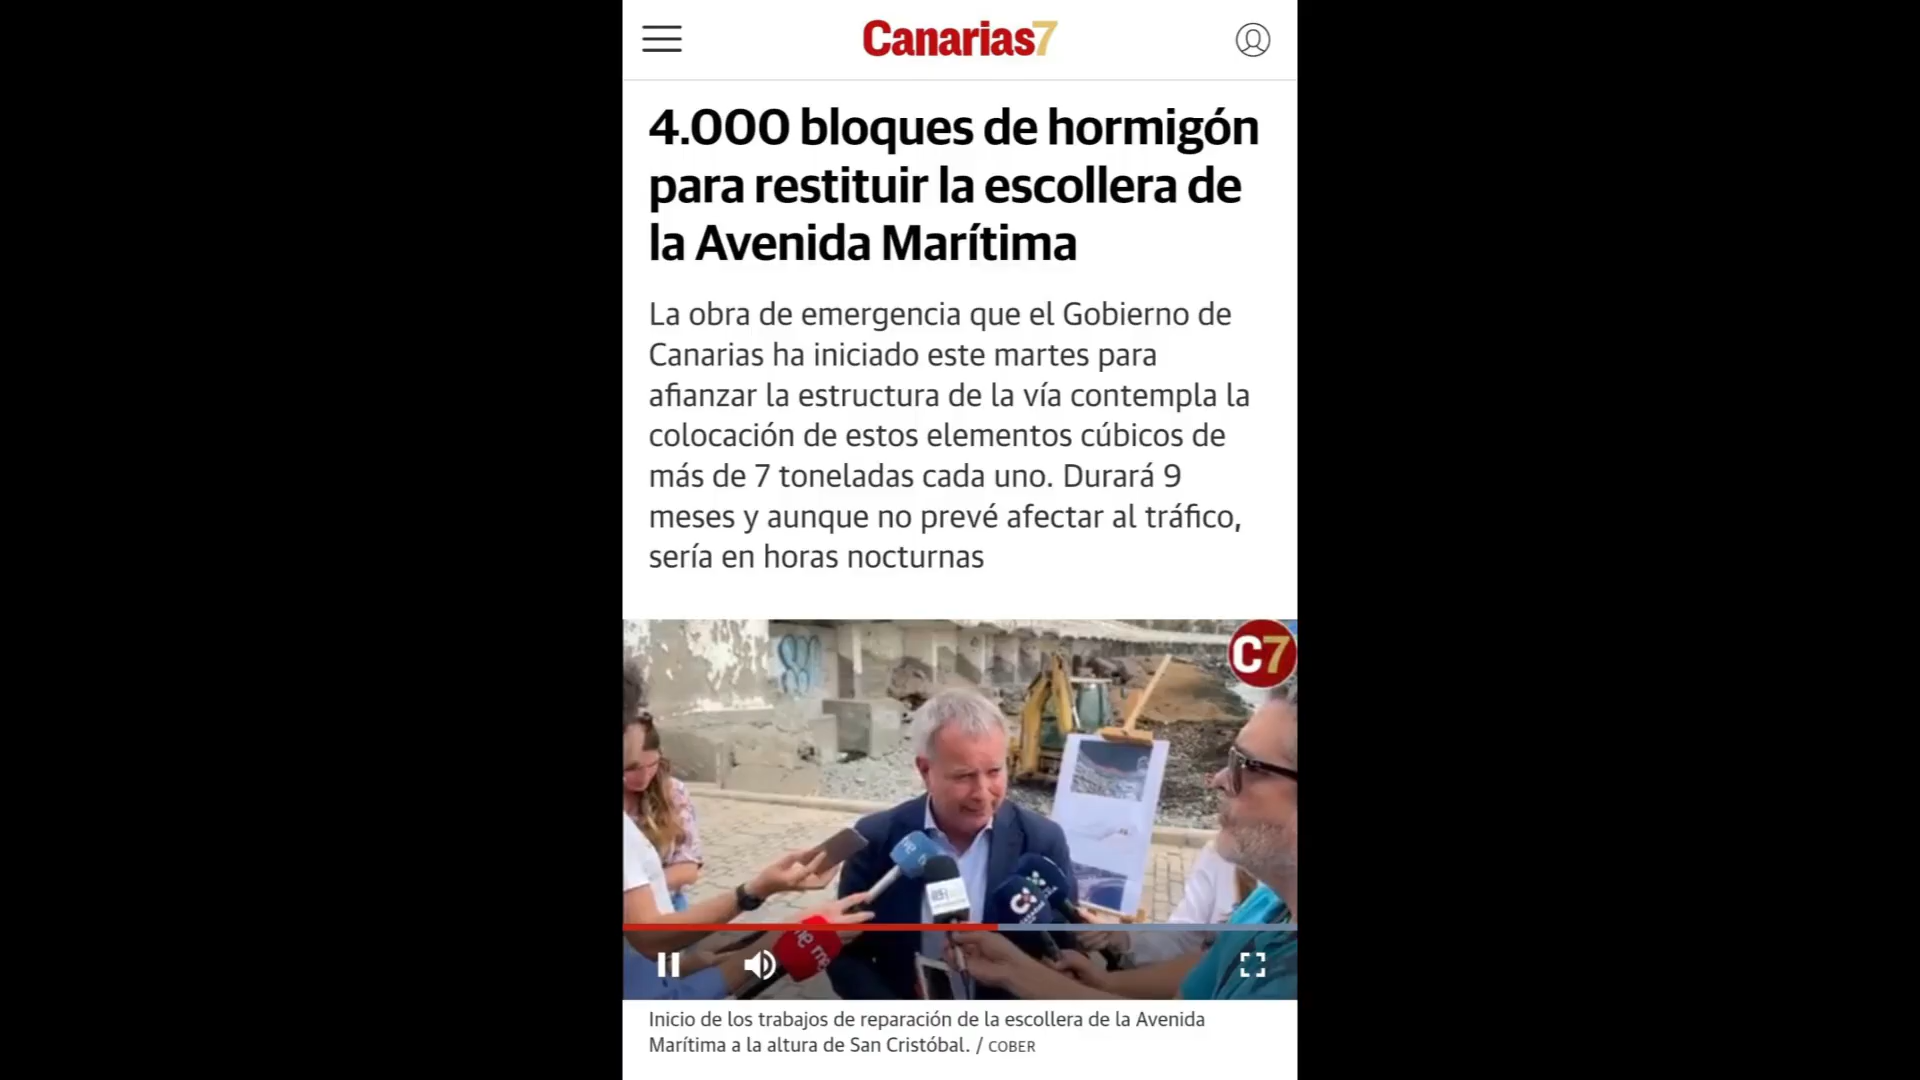 Canarias7
4.000 bloques de hormigón
para restituir la escollera de
la Avenida Marítima
La obra de emergencia que el Gobierno de
Canarias ha iniciado este martes para
afianzar la estructura de la vía contempla la
colocación de estos elementos cúbicos de
más de 7 toneladas cada uno. Durará 9
meses y aunque no prevé afectar al tráfico,
sería en horas nocturnas
C7
Inicio de los trabajos de reparación de la escollera de la Avenida
Marítima a la altura de San Cristóbal. / COBER